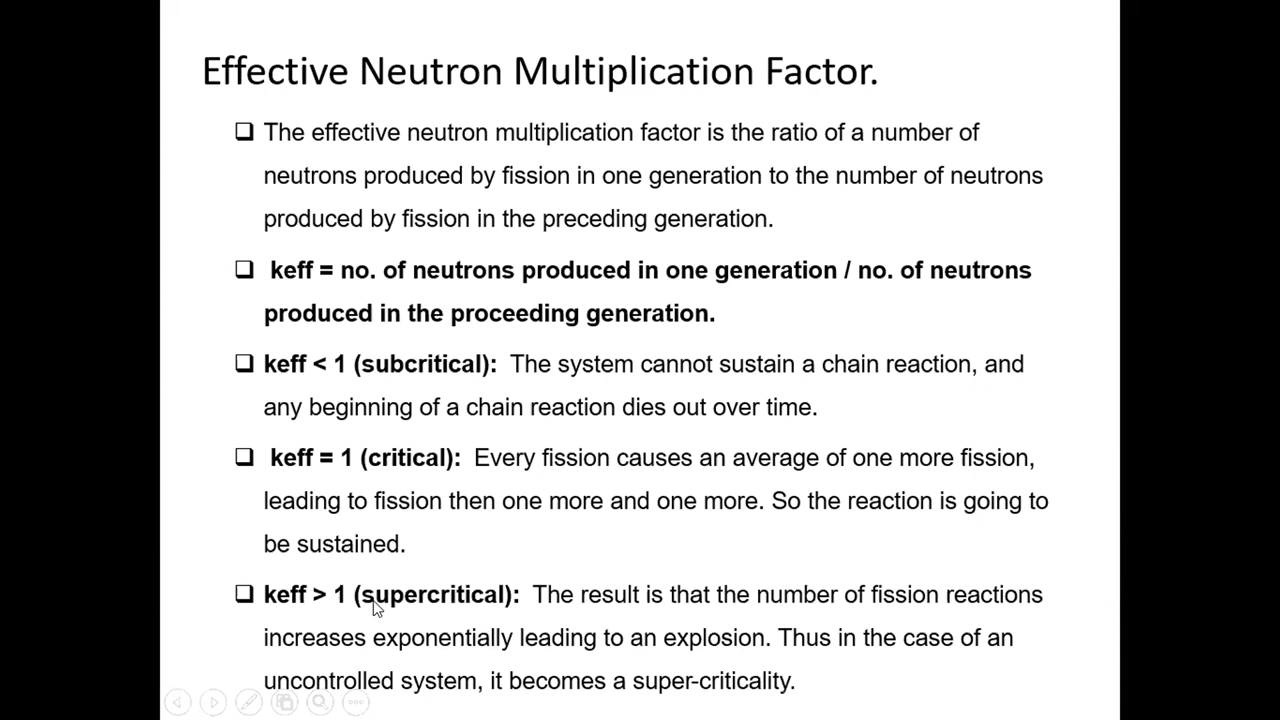 Effective Neutron Multiplication Factor.
The effective neutron multiplication factor is the ratio of a number of
neutrons produced by fission in one generation to the number of neutrons
produced by fission in the preceding generation.
keff = no. of neutrons produced in one generation / no. of neutrons
produced in the proceeding generation.
keff < 1 (subcritical): The system cannot sustain a chain reaction, and
any beginning of a chain reaction dies out over time.
keff = 1 (critical): Every fission causes an average of one more fission,
leading to fission then one more and one more. So the reaction is going to
be sustained.
keff > 1 (supercritical): The result is that the number of fission reactions
increases exponentially leading to an explosion. Thus in the case of an
uncontrolled system, it becomes a super-criticality.